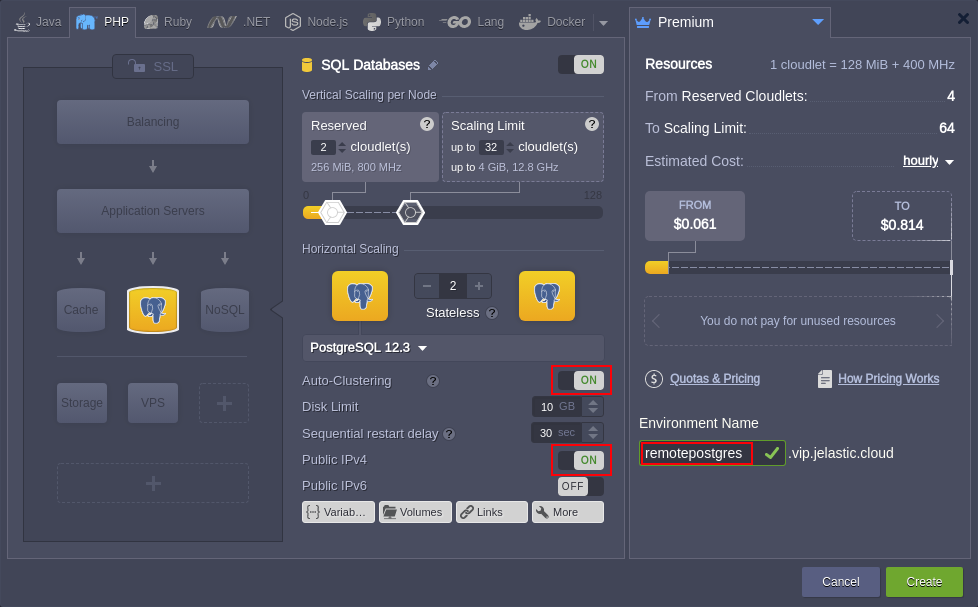 Java PHP Ruby .NET Node.js Python GO Lang Docker
Premium
SSL
Balancing
Application Servers
Cache
NoSQL
Storage
VPS
SQL Databases
ON
Vertical Scaling per Node
Reserved ?
2 cloudlet(s)
256 MiB, 800 MHz
Scaling Limit ?
up to 32 cloudlet(s)
up to 4 GiB, 12.8 GHz
0 128
Horizontal Scaling
2
Stateless ?
PostgreSQL 12.3
Auto-Clustering ? ON
Disk Limit 10 GB
Sequential restart delay ? 30 sec
Public IPv4 ON
Public IPv6 OFF
Variab...
Volumes
Links
More
Resources 1 cloudlet = 128 MiB + 400 MHz
From Reserved Cloudlets: 4
To Scaling Limit: 64
Estimated Cost: hourly
FROM
$0.061
TO
$0.814
You do not pay for unused resources
$ Quotas & Pricing
How Pricing Works
Environment Name
remotepostgres .vip.jelastic.cloud
Cancel
Create